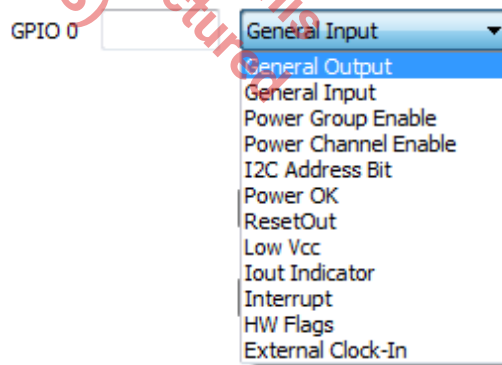 GPIO 0
General Input
General Output
General Input
Power Group Enable
Power Channel Enable
I2C Address Bit
Power OK
ResetOut
Low Vcc
Iout Indicator
Interrupt
HW Flags
External Clock-In